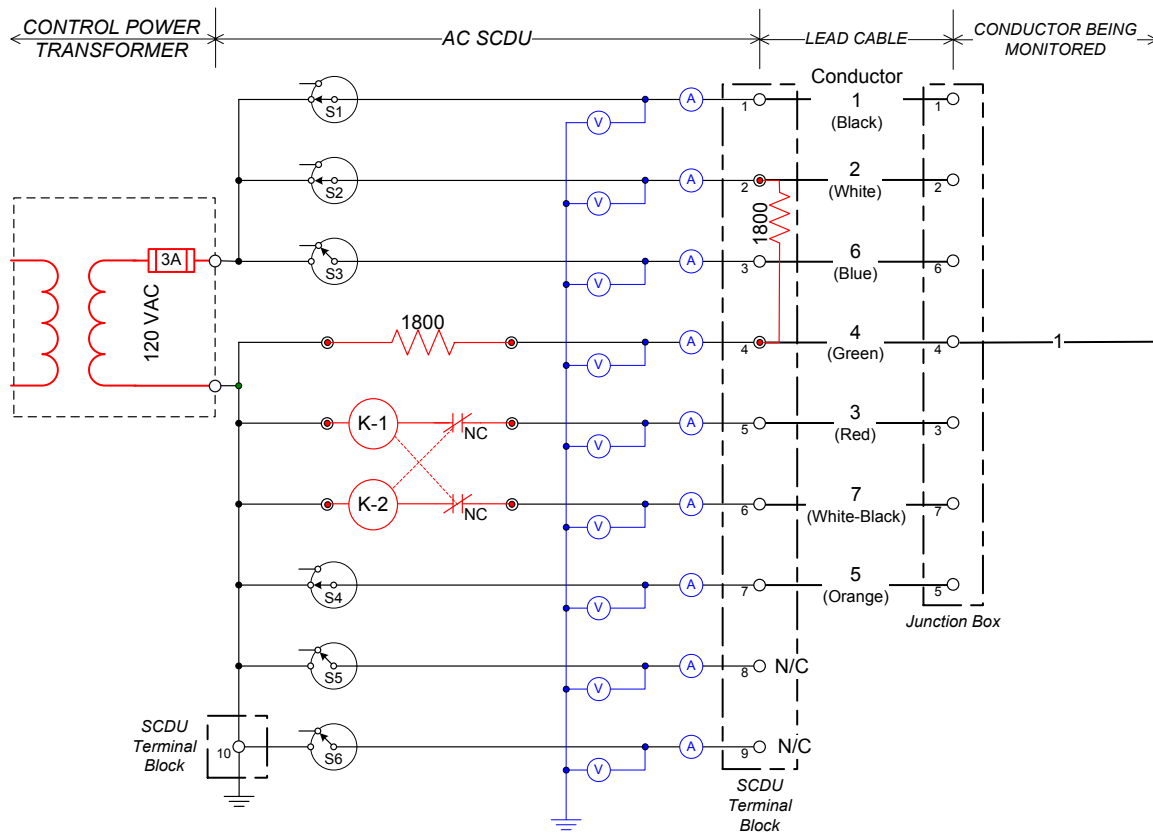 CONTROL POWER
TRANSFORMER
AC SCDU
LEAD CABLE
CONDUCTOR BEING
MONITORED
Conductor
S1
V
A
1
1
(Black)
1
S2
V
A
2
2
(White)
2
1800
3A
120 VAC
S3
V
A
3
6
(Blue)
6
1800
V
A
4
4
(Green)
4
1
K-1
NC
V
A
5
3
(Red)
3
K-2
NC
V
A
6
7
(White-Black)
7
S4
V
A
7
5
(Orange)
5
Junction Box
S5
V
A
8
N/C
SCDU
Terminal
Block
10
S6
V
A
9
N/C
SCDU
Terminal
Block